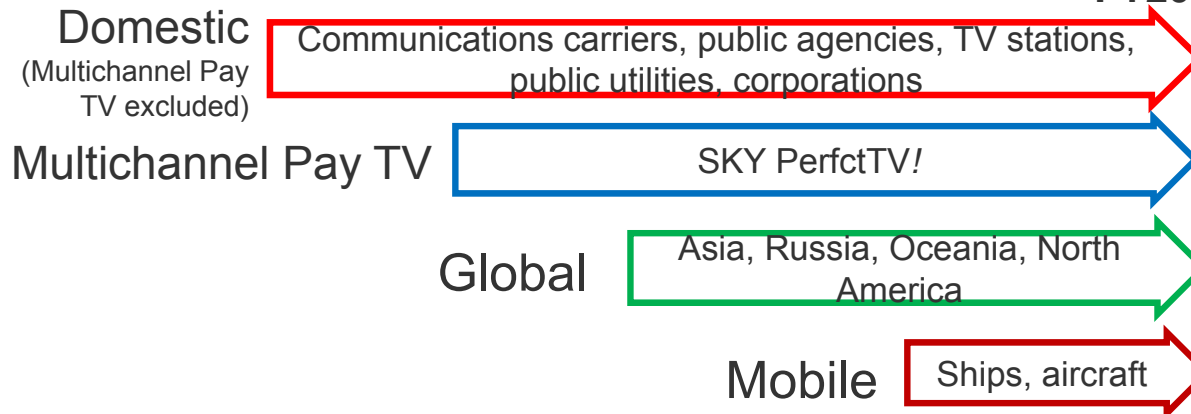 Domestic
(Multichannel Pay
TV excluded)
Communications carriers, public agencies, TV stations,
public utilities, corporations
Multichannel Pay TV
SKY PerfctTV!
Global
Asia, Russia, Oceania, North
America
Mobile
Ships, aircraft